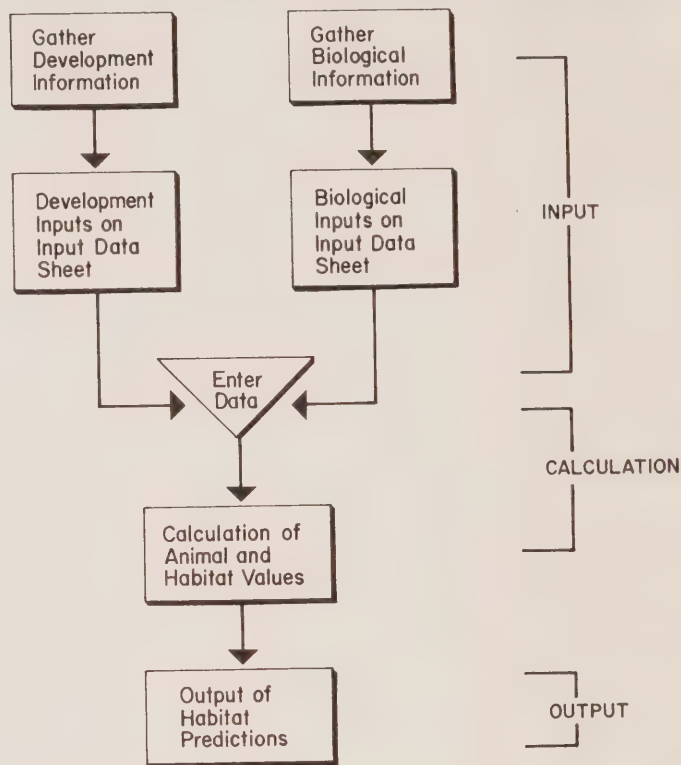 Gather
Development
Information
Gather
Biological
Information
Development
Inputs on
Input Data
Sheet
Biological
Inputs on
Input Data
Sheet
INPUT
Enter
Data
CALCULATION
Calculation of
Animal and
Habitat Values
Output of
Habitat
Predictions
OUTPUT